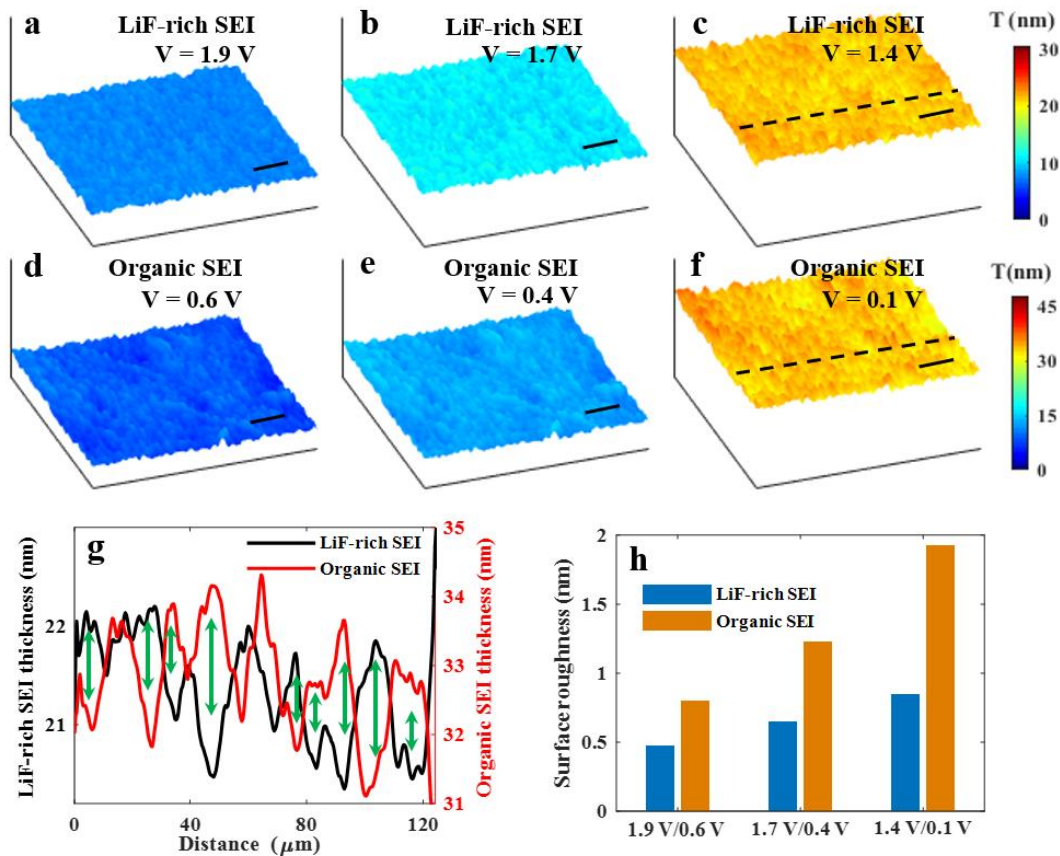 a
LiF-rich SEI
V = 1.9 V
b
LiF-rich SEI
V = 1.7 V
c
LiF-rich SEI
V = 1.4 V
T (nm)
30
20
10
0
d
Organic SEI
V = 0.6 V
e
Organic SEI
V = 0.4 V
f
Organic SEI
V = 0.1 V
T(nm)
45
30
15
0
g
LiF-rich SEI
Organic SEI
LiF-rich SEI thickness (nm)
22
21
35
34
33
32
31
Organic SEI thickness (nm)
0
40
80
120
Distance (μm)
h
LiF-rich SEI
Organic SEI
Surface roughness (nm)
2
1.5
1
0.5
0
1.9 V/0.6 V
1.7 V/0.4 V
1.4 V/0.1 V